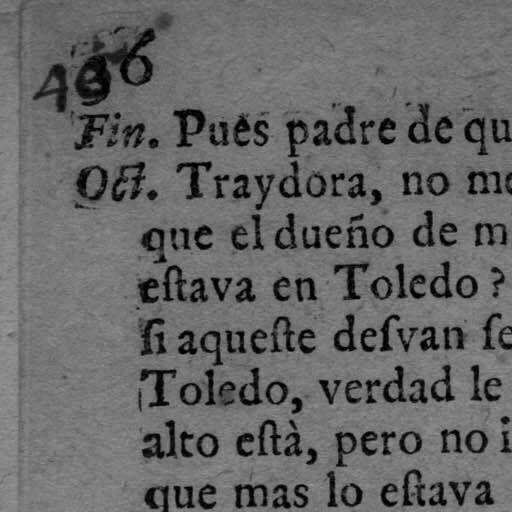 436
Fin. Pues padre de qu
Oct. Traydora, no me
que el dueño de m
eſtava en Toledo?
ſi aqueſte deſvan ſe
Toledo, verdad le
alto eſtà, pero no i
que mas lo eſtava